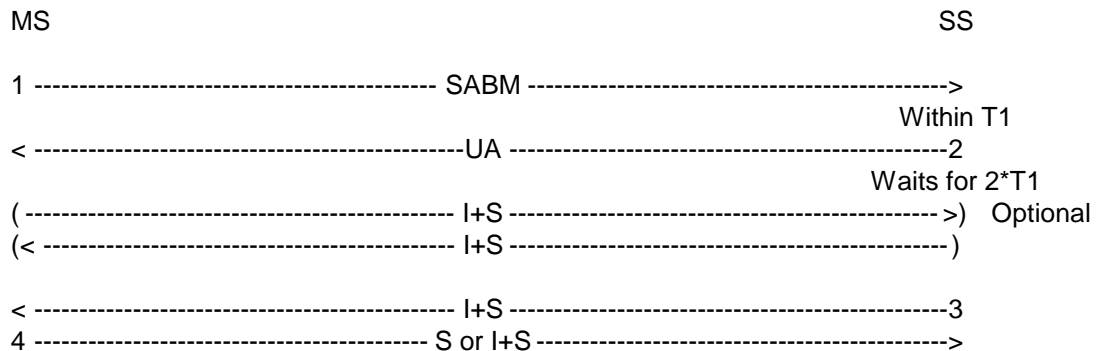 MS SS
1 --------------------------------------------- SABM ----------------------------------------------->
Within T1
< -------------------------------------------------UA -------------------------------------------------2
Waits for 2*T1
( ------------------------------------------------ I+S ------------------------------------------------ >) Optional
(< ---------------------------------------------- I+S -------------------------------------------------)
< ------------------------------------------------ I+S -------------------------------------------------3
4 -------------------------------------------- S or I+S ---------------------------------------------->